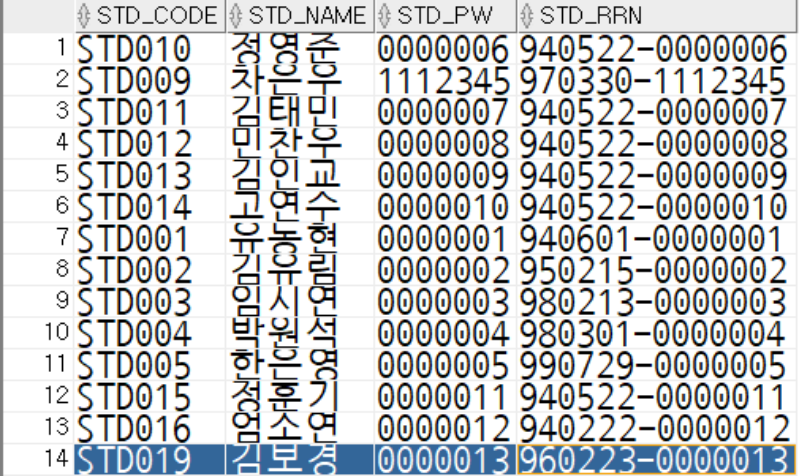 STD_CODE STD_NAME STD_PW STD_RRN
1 STD010 정영준 0000006 940522-0000006
2 STD009 차은우 1112345 970330-1112345
3 STD011 김태민 0000007 940522-0000007
4 STD012 민찬우 0000008 940522-0000008
5 STD013 김인교 0000009 940522-0000009
6 STD014 고연수 0000010 940522-0000010
7 STD001 유동현 0000001 940601-0000001
8 STD002 김유림 0000002 950215-0000002
9 STD003 임시연 0000003 980213-0000003
10 STD004 박원석 0000004 980301-0000004
11 STD005 한은영 0000005 990729-0000005
12 STD015 정훈기 0000011 940522-0000011
13 STD016 엄소연 0000012 940222-0000012
14 STD019 김보경 0000013 960223-0000013